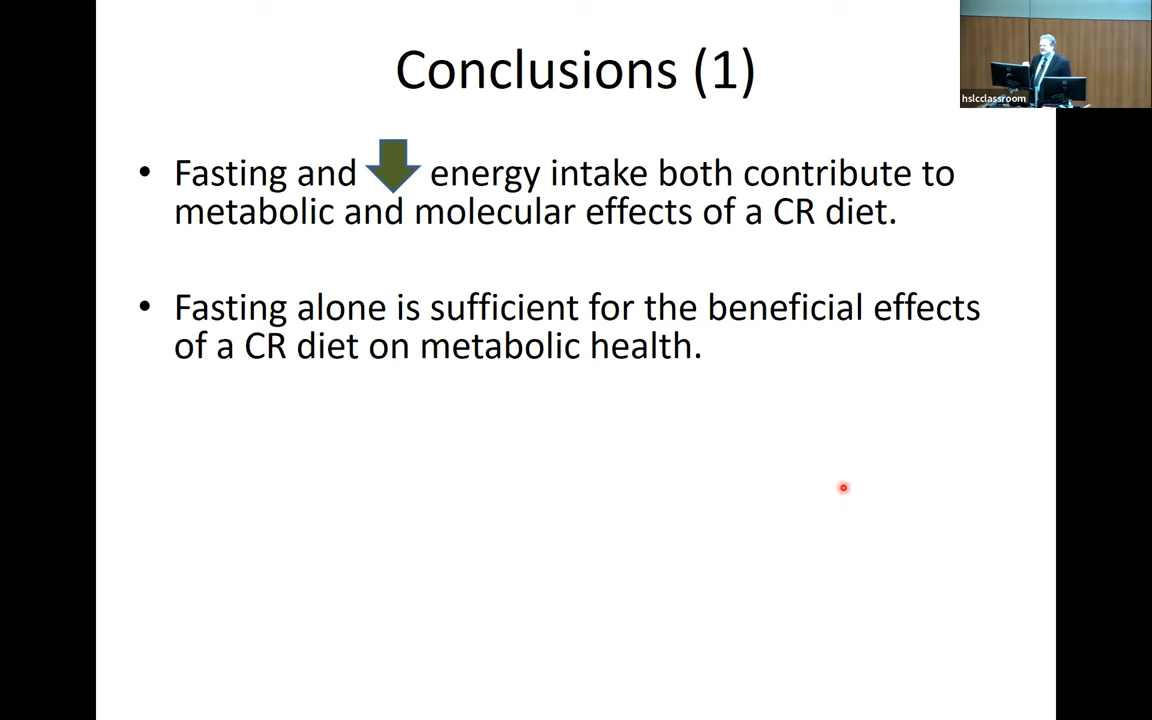 Conclusions (1)
hslcclassroom
• Fasting and energy intake both contribute to
metabolic and molecular effects of a CR diet.
• Fasting alone is sufficient for the beneficial effects
of a CR diet on metabolic health.